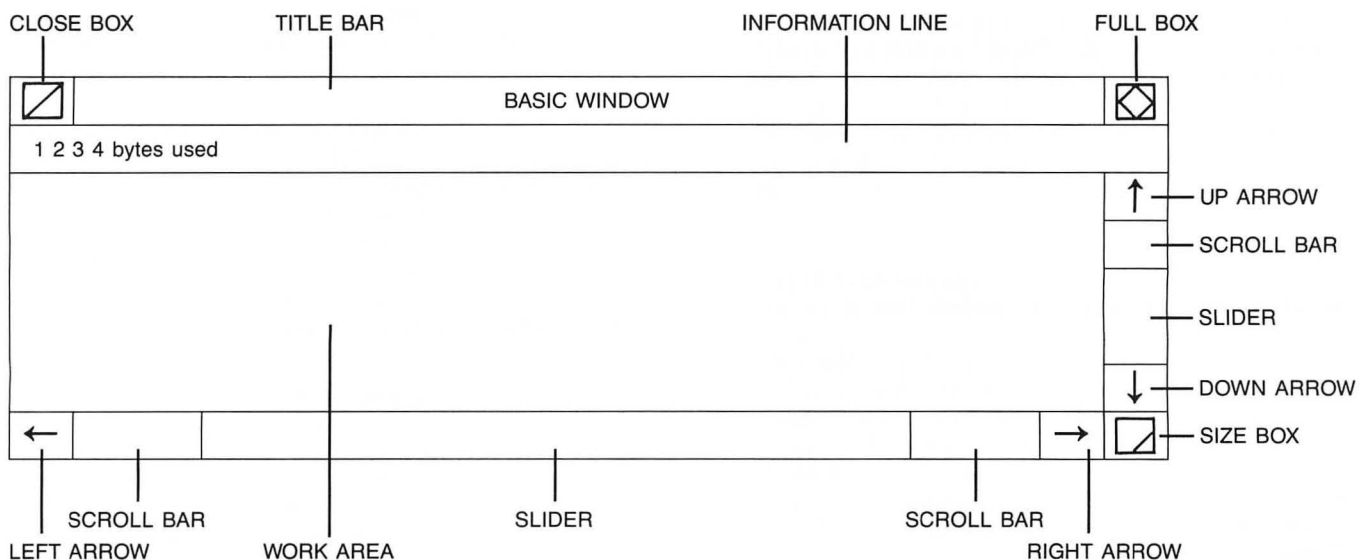 CLOSE BOX TITLE BAR INFORMATION LINE FULL BOX
BASIC WINDOW
1 2 3 4 bytes used
UP ARROW
SCROLL BAR
SLIDER
DOWN ARROW
SIZE BOX
SCROLL BAR SLIDER SCROLL BAR
LEFT ARROW WORK AREA RIGHT ARROW